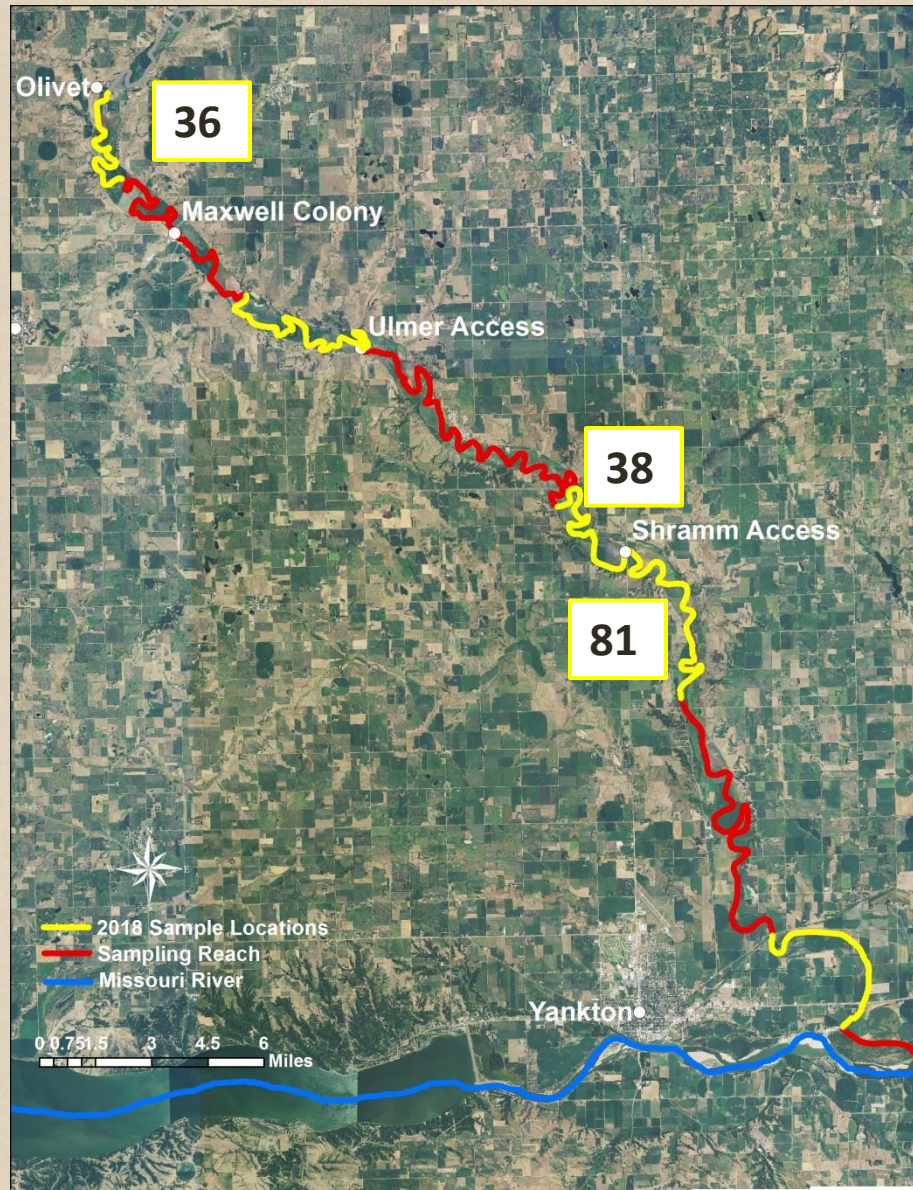 Olivet
36
Maxwell Colony
Ulmer Access
38
Shramm Access
81
2018 Sample Locations
Sampling Reach
Missouri River
Yankton
0 0.75 1.5 3 4.5 6
Miles